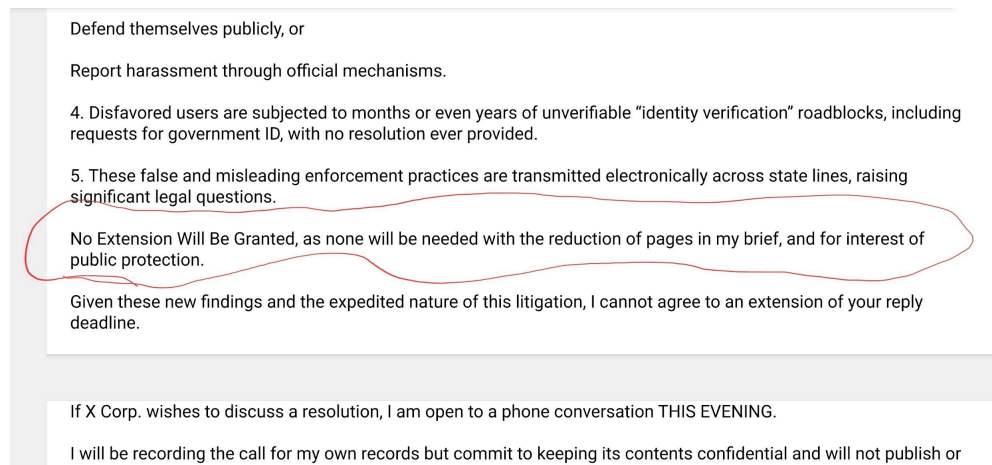 Defend themselves publicly, or
Report harassment through official mechanisms.
4. Disfavored users are subjected to months or even years of unverifiable “identity verification” roadblocks, including
requests for government ID, with no resolution ever provided.
5. These false and misleading enforcement practices are transmitted electronically across state lines, raising
significant legal questions.
No Extension Will Be Granted, as none will be needed with the reduction of pages in my brief, and for interest of
public protection.
Given these new findings and the expedited nature of this litigation, I cannot agree to an extension of your reply
deadline.
If X Corp. wishes to discuss a resolution, I am open to a phone conversation THIS EVENING.
I will be recording the call for my own records but commit to keeping its contents confidential and will not publish or